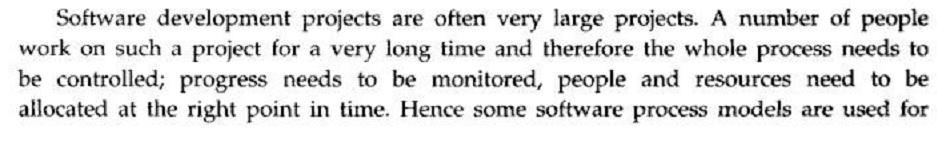 Software development projects are often very large projects. A number of people
work on such a project for a very long time and therefore the whole process needs to
be controlled; progress needs to be monitored, people and resources need to be
allocated at the right point in time. Hence some software process models are used for